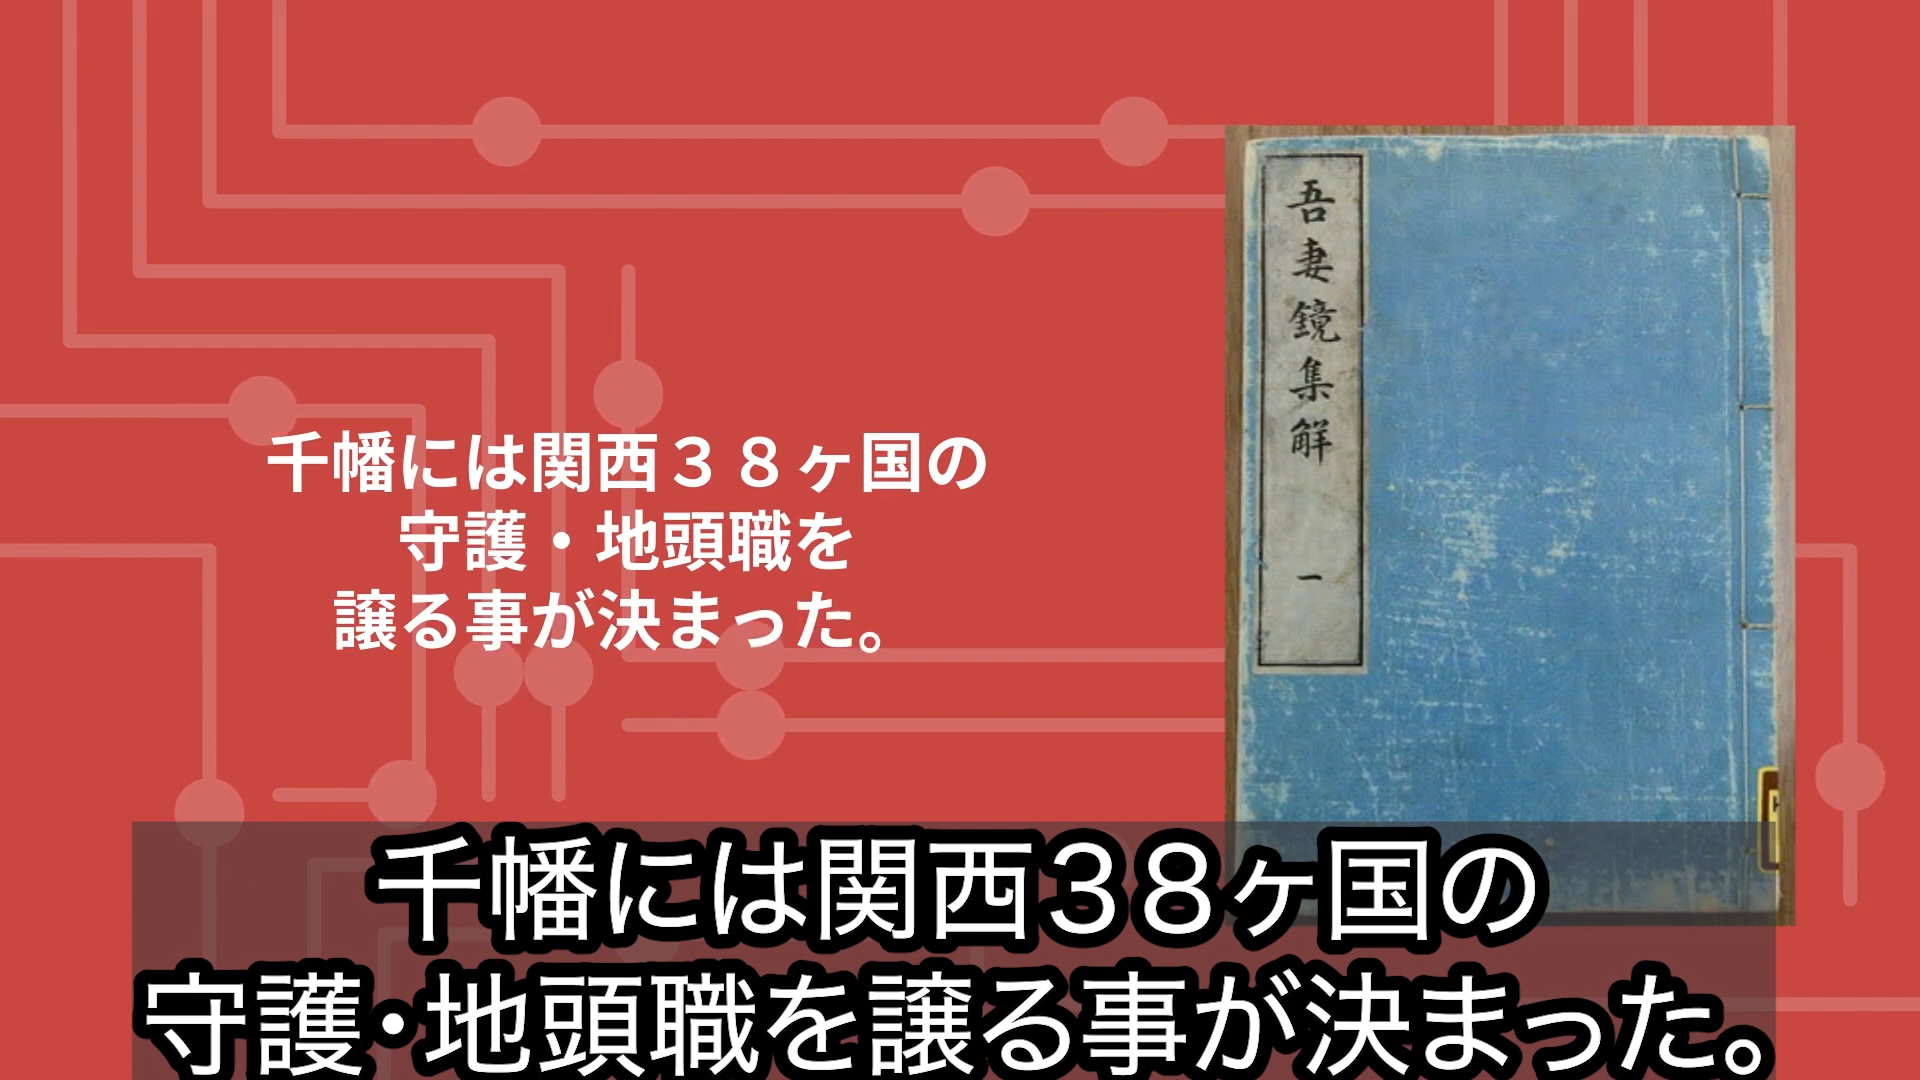 千幡には関西３８ヶ国の
守護・地頭職を
譲る事が決まった。
吾妻鏡集解 一
千幡には関西38ヶ国の
守護･地頭職を譲る事が決まった。